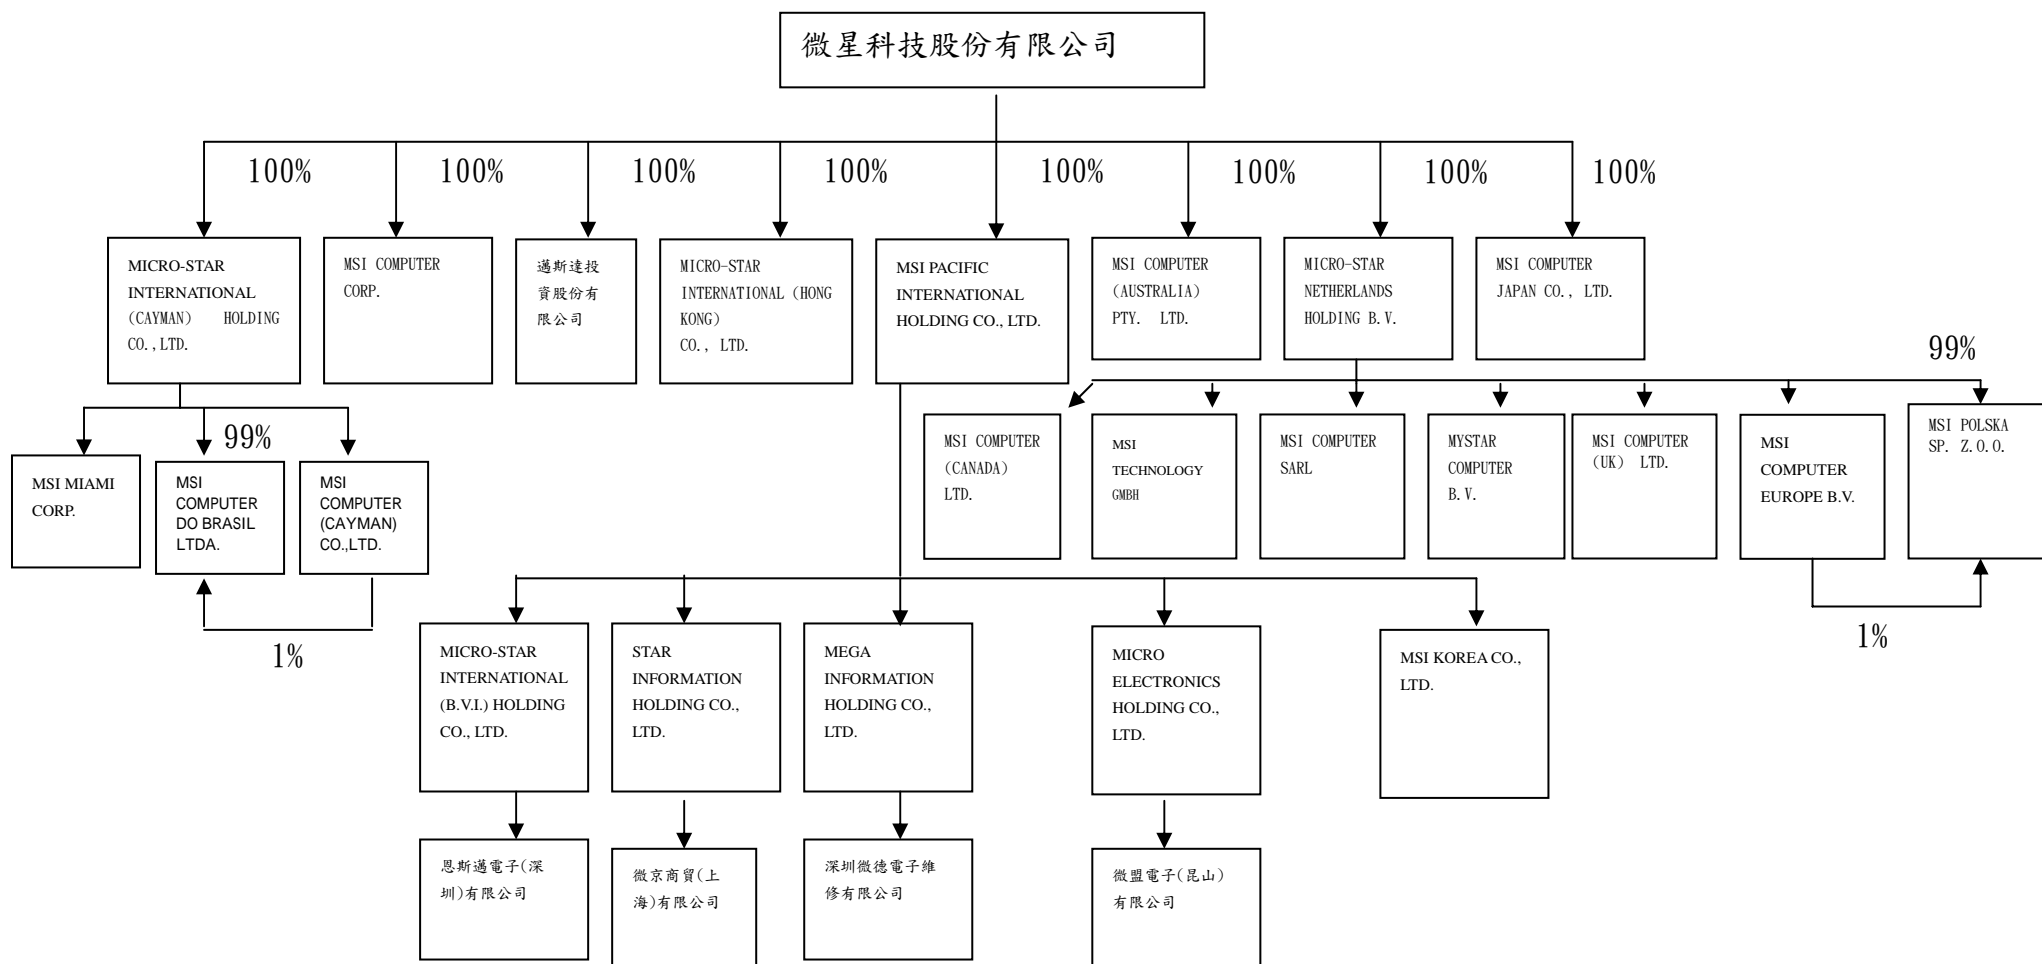 微星科技股份有限公司
100%
100%
100%
100%
100%
100%
100%
100%
MICRO-STAR
INTERNATIONAL
(CAYMAN) HOLDING
CO.,LTD.
MSI COMPUTER
CORP.
邁斯達投
資股份有
限公司
MICRO-STAR
INTERNATIONAL (HONG
KONG)
CO., LTD.
MSI PACIFIC
INTERNATIONAL
HOLDING CO., LTD.
MSI COMPUTER
(AUSTRALIA)
PTY. LTD.
MICRO-STAR
NETHERLANDS
HOLDING B.V.
MSI COMPUTER
JAPAN CO., LTD.
99%
99%
MSI MIAMI
CORP.
MSI
COMPUTER
DO BRASIL
LTDA.
MSI
COMPUTER
(CAYMAN)
CO.,LTD.
1%
MSI COMPUTER
(CANADA)
LTD.
MSI
TECHNOLOGY
GMBH
MSI COMPUTER
SARL
MYSTAR
COMPUTER
B.V.
MSI COMPUTER
(UK) LTD.
MSI
COMPUTER
EUROPE B.V.
MSI POLSKA
SP. Z.O.O.
1%
MICRO-STAR
INTERNATIONAL
(B.V.I.) HOLDING
CO., LTD.
STAR
INFORMATION
HOLDING CO.,
LTD.
MEGA
INFORMATION
HOLDING CO.,
LTD.
MICRO
ELECTRONICS
HOLDING CO.,
LTD.
MSI KOREA CO.,
LTD.
恩斯邁電子(深
圳)有限公司
微京商貿(上
海)有限公司
深圳微德電子維
修有限公司
微盟電子(昆山)
有限公司